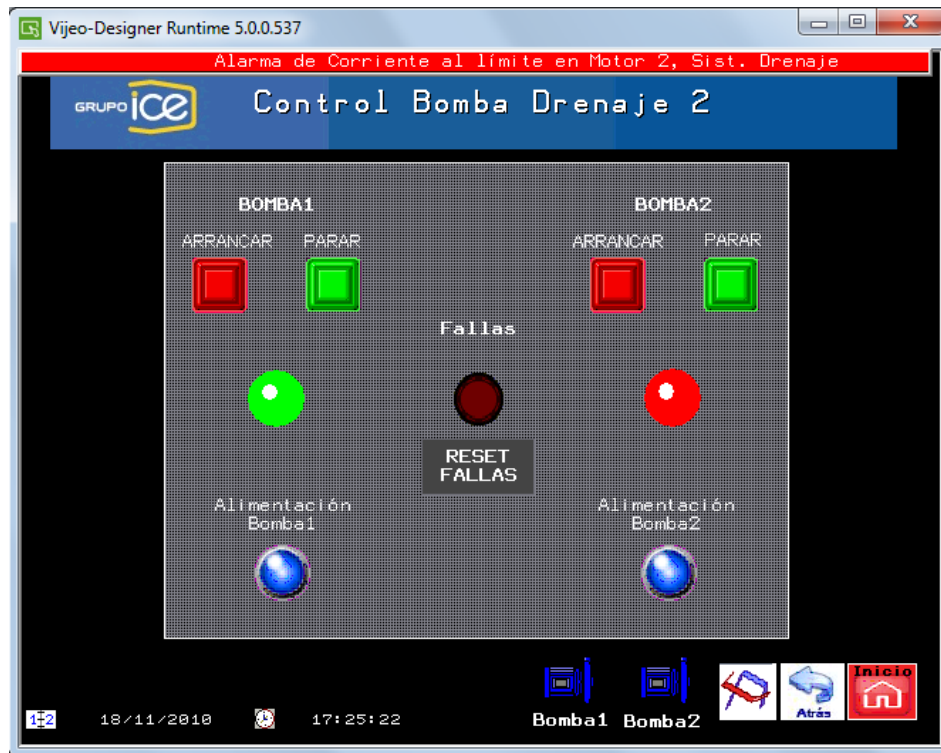 Vijeo-Designer Runtime 5.0.0.537
Alarma de Corriente al límite en Motor 2, Sist. Drenaje
GRUPO ice
Control Bomba Drenaje 2
BOMBA1
BOMBA2
ARRANCAR PARAR
ARRANCAR PARAR
Fallas
RESET
FALLAS
Alimentación
Bomba1
Alimentación
Bomba2
Inicio
Atrás
Bomba1 Bomba2
1 2 18/11/2010 17:25:22